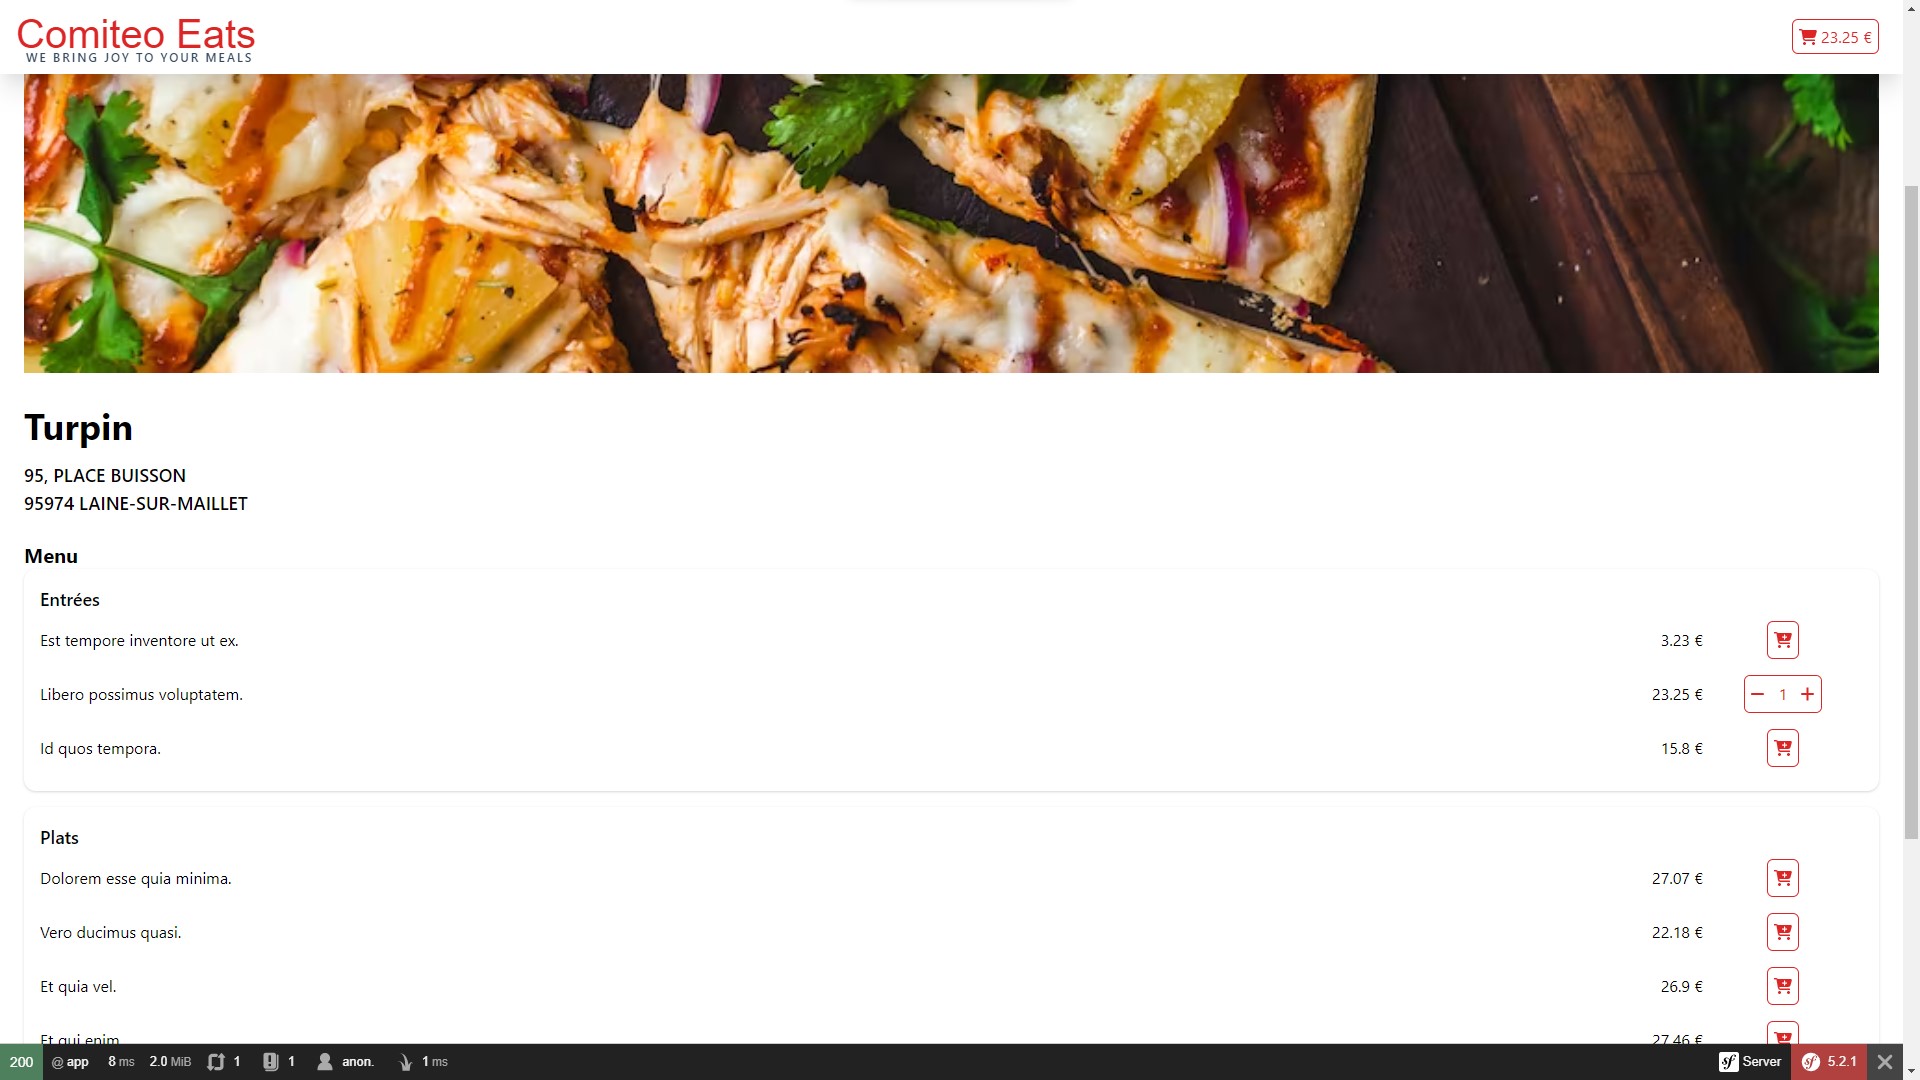 Comiteo Eats
WE BRING JOY TO YOUR MEALS
23.25 €
Turpin
95, PLACE BUISSON
95974 LAINE-SUR-MAILLET
Menu
Entrées
Est tempore inventore ut ex. 3.23 €
Libero possimus voluptatem. 23.25 € 1
Id quos tempora. 15.8 €
Plats
Dolorem esse quia minima. 27.07 €
Vero ducimus quasi. 22.18 €
Et quia vel. 26.9 €
Et qui enim 27.46 €
200 @ app 8 ms 2.0 MiB 1 1 anon. 1 ms sf Server sf 5.2.1